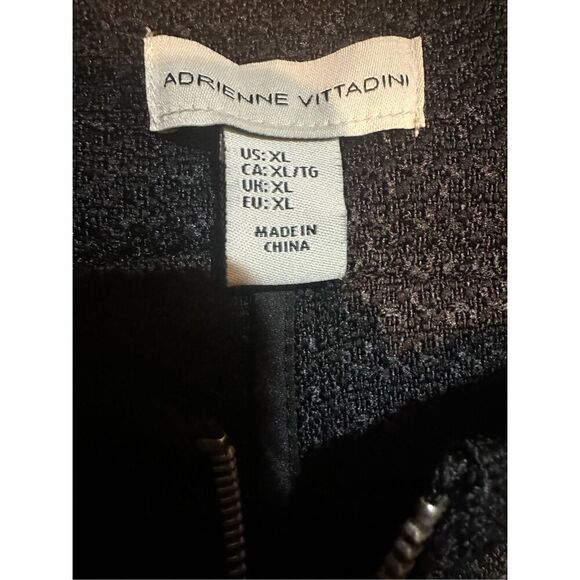 ADRIENNE VITTADINI
US: XL
CA: XL/TG
UK: XL
EU: XL
MADE IN
CHINA